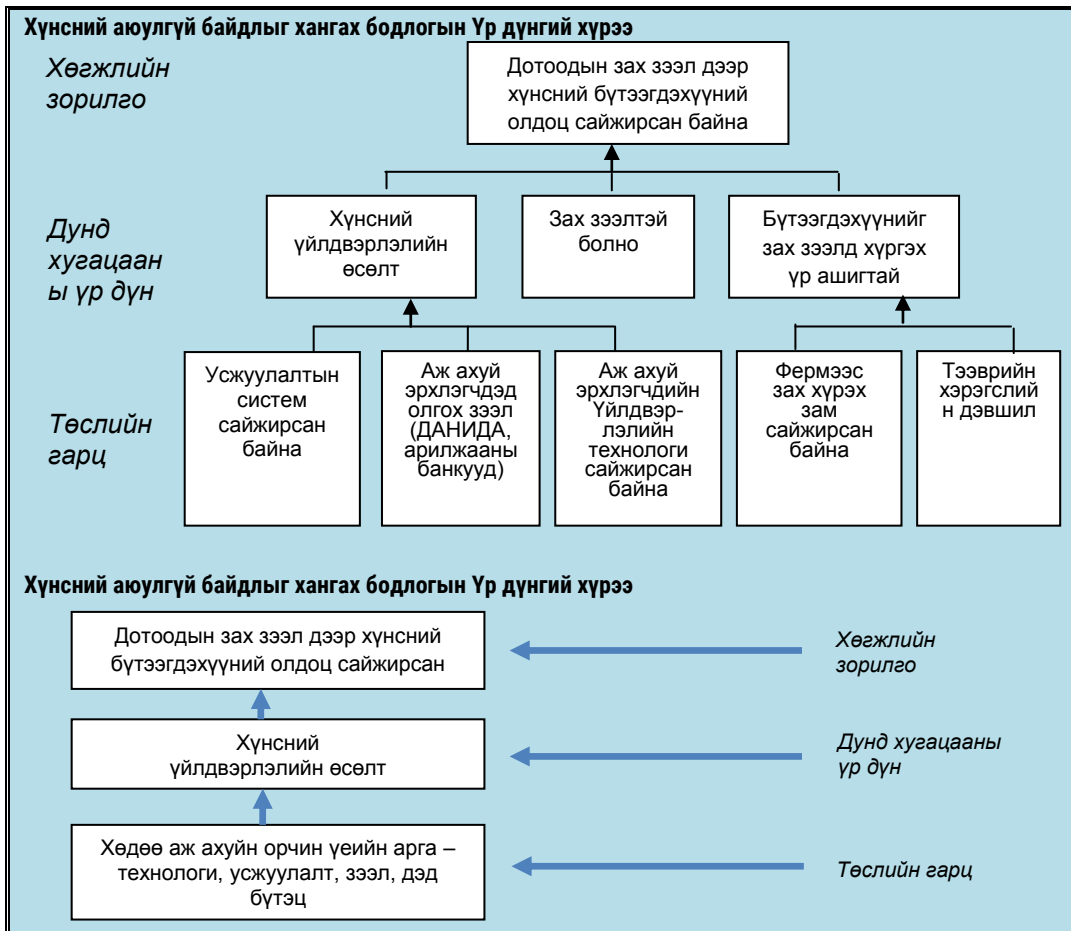 Хүнсний аюулгүй байдлыг хангах бодлогын Үр дүнгийй хүрээ
Хөгжлийн
зорилго
Дотоодын зах зээл дээр
хүнсний бүтээгдэхүүний
олдоц сайжирсан байна
Дунд
хугацаан
ы үр дүн
Хүнсний
үйлдвэрлэлийн
өсөлт
Зах зээлтэй
болно
Бүтээгдэхүүнийг
зах зээлд хүргэх
үр ашигтай
Төслийн
гарц
Усжуулалтын
систем
сайжирсан
байна
Аж ахуй
эрхлэгчдэд
олгох зээл
(ДАНИДА,
арилжааны
банкууд)
Аж ахуй
эрхлэгчдийн
Үйлдвэр-
лэлийн
технологи
сайжирсан
байна
Фермээс
зах хүрэх
зам
сайжирсан
байна
Тээврийн
хэрэгслий
н дэвшил
Хүнсний аюулгүй байдлыг хангах бодлогын Үр дүнгийй хүрээ
Дотоодын зах зээл дээр хүнсний
бүтээгдэхүүний олдоц сайжирсан
Хөгжлийн
зорилго
Хүнсний
үйлдвэрлэлийн өсөлт
Дунд хугацааны
үр дүн
Хөдөө аж ахуйн орчин үеийн арга –
технологи, усжуулалт, зээл, дэд
бүтэц
Төслийн гарц